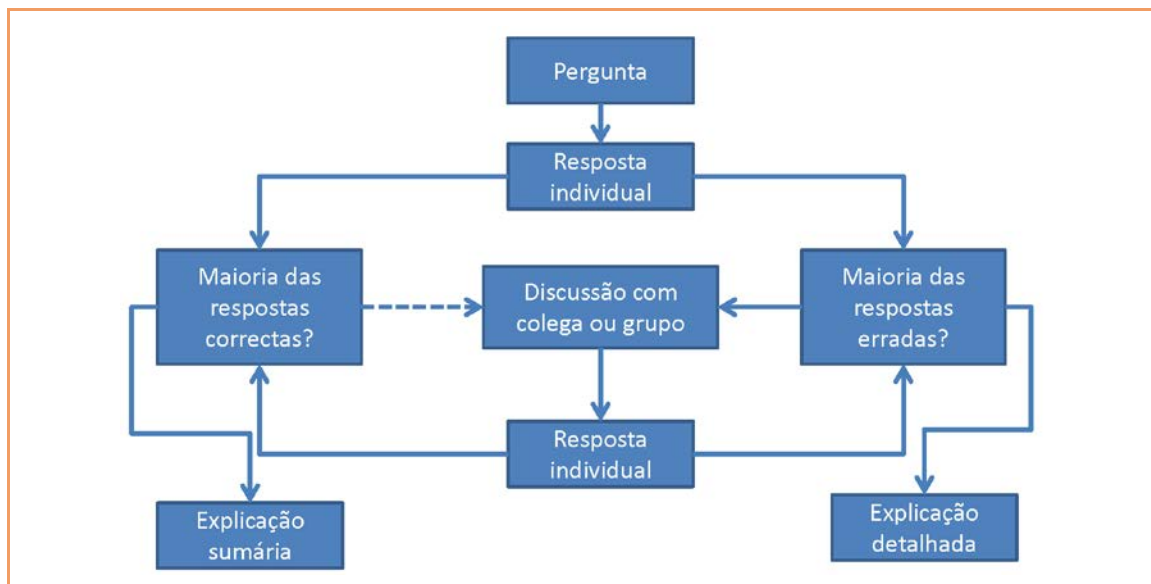 Pergunta
Resposta
individual
Maioria das
respostas
correctas?
Discussão com
colega ou grupo
Maioria das
respostas
erradas?
Resposta
individual
Explicação
sumária
Explicação
detalhada